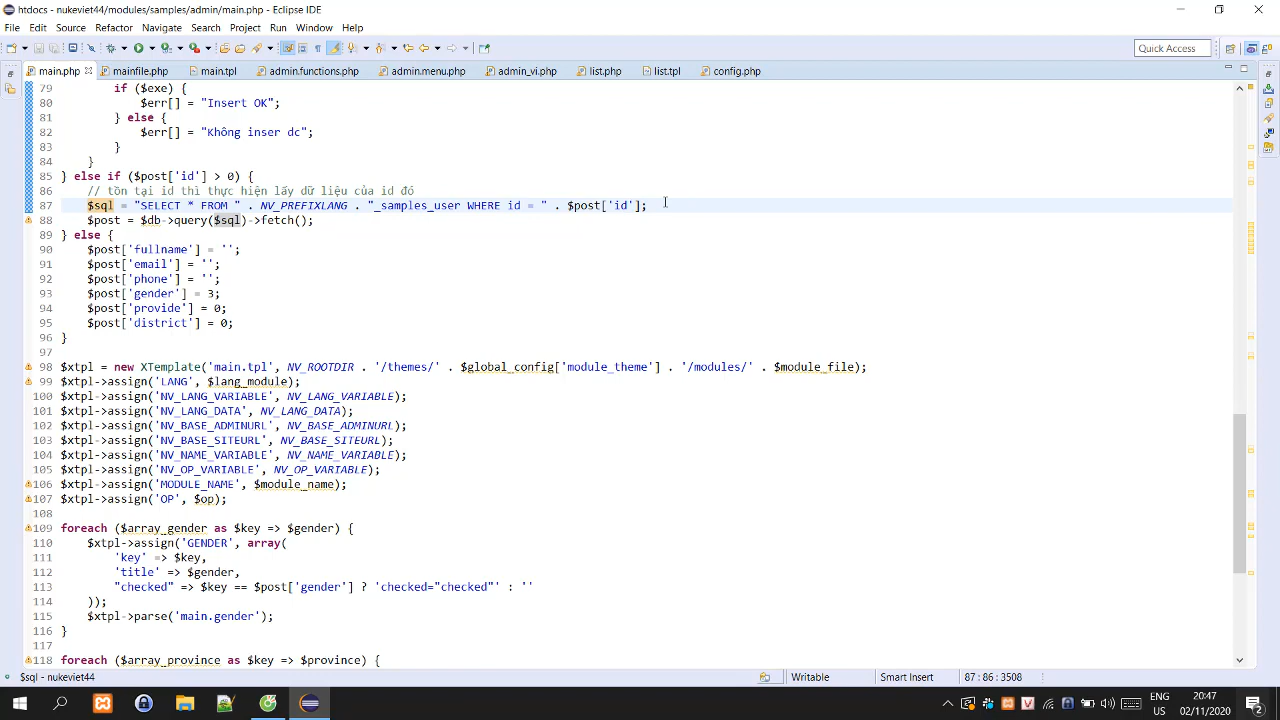 htdocs - nukeviet44/modules/samples/admin/main.php - Eclipse IDE
File Edit Source Refactor Navigate Search Project Run Window Help
Quick Access
main.php mainfile.php main.tpl admin.functions.php admin.menu.php admin_vi.php list.php list.tpl config.php
79 if ($exe) {
80 $err[] = "Insert OK";
81 } else {
82 $err[] = "Không inser dc";
83 }
84 }
85 } else if ($post['id'] > 0) {
86 // tồn tại id thì thực hiện lấy dữ liệu của id đó
87 $sql = "SELECT * FROM " . NV_PREFIXLANG . "_samples_user WHERE id = " . $post['id'];
88 $post = $db->query($sql)->fetch();
89 } else {
90 $post['fullname'] = '';
91 $post['email'] = '';
92 $post['phone'] = '';
93 $post['gender'] = 3;
94 $post['provide'] = 0;
95 $post['district'] = 0;
96 }
97
98 $xtpl = new XTemplate('main.tpl', NV_ROOTDIR . '/themes/' . $global_config['module_theme'] . '/modules/' . $module_file);
99 $xtpl->assign('LANG', $lang_module);
100 $xtpl->assign('NV_LANG_VARIABLE', NV_LANG_VARIABLE);
101 $xtpl->assign('NV_LANG_DATA', NV_LANG_DATA);
102 $xtpl->assign('NV_BASE_ADMINURL', NV_BASE_ADMINURL);
103 $xtpl->assign('NV_BASE_SITEURL', NV_BASE_SITEURL);
104 $xtpl->assign('NV_NAME_VARIABLE', NV_NAME_VARIABLE);
105 $xtpl->assign('NV_OP_VARIABLE', NV_OP_VARIABLE);
106 $xtpl->assign('MODULE_NAME', $module_name);
107 $xtpl->assign('OP', $op);
108
109 foreach ($array_gender as $key => $gender) {
110 $xtpl->assign('GENDER', array(
111 'key' => $key,
112 'title' => $gender,
113 "checked" => $key == $post['gender'] ? 'checked="checked"' : ''
114 ));
115 $xtpl->parse('main.gender');
116 }
117
118 foreach ($array_province as $key => $province) {
$sql - nukeviet44 Writable Smart Insert 87 : 86 : 3508
ENG 20:47
US 02/11/2020 2